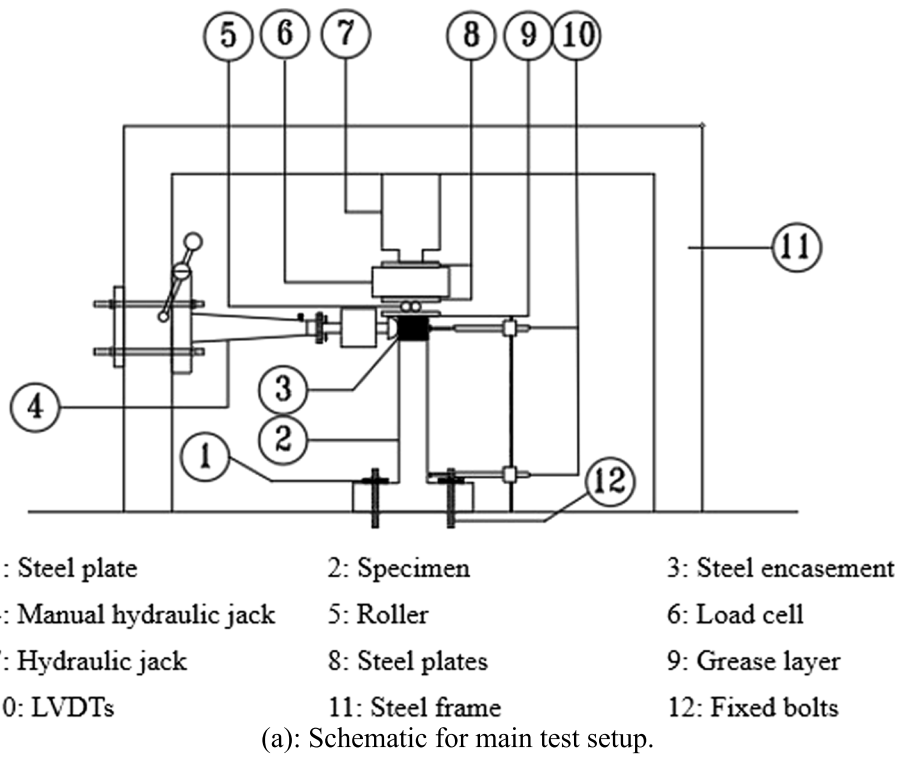 5 6 7 8 9 10
11
3
4
2
1
12
: Steel plate 2: Specimen 3: Steel encasement
: Manual hydraulic jack 5: Roller 6: Load cell
: Hydraulic jack 8: Steel plates 9: Grease layer
0: LVDTs 11: Steel frame 12: Fixed bolts
(a): Schematic for main test setup.